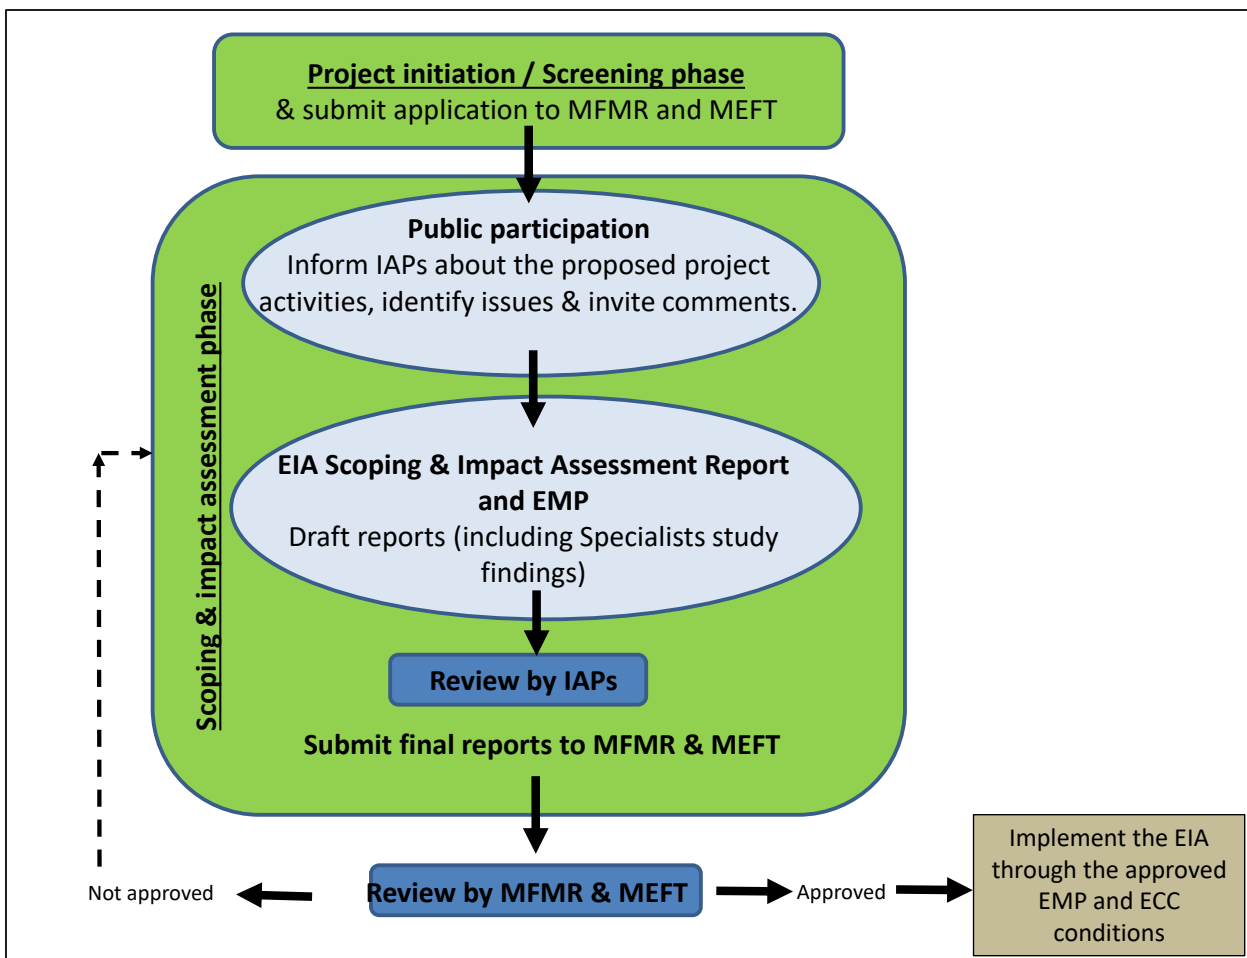 Project initiation / Screening phase
& submit application to MFMR and MEFT
Scoping & impact assessment phase
Public participation
Inform IAPs about the proposed project
activities, identify issues & invite comments.
EIA Scoping & Impact Assessment Report
and EMP
Draft reports (including Specialists study
findings)
Review by IAPs
Submit final reports to MFMR & MEFT
Not approved
Review by MFMR & MEFT
Approved
Implement the EIA
through the approved
EMP and ECC
conditions